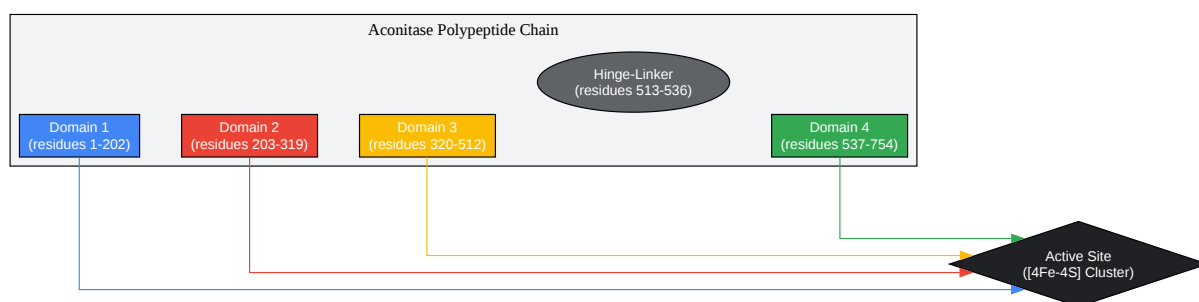 Aconitase Polypeptide Chain
Hinge-Linker
(residues 513-536)
Domain 1
(residues 1-202)
Domain 2
(residues 203-319)
Domain 3
(residues 320-512)
Domain 4
(residues 537-754)
Active Site
([4Fe-4S] Cluster)